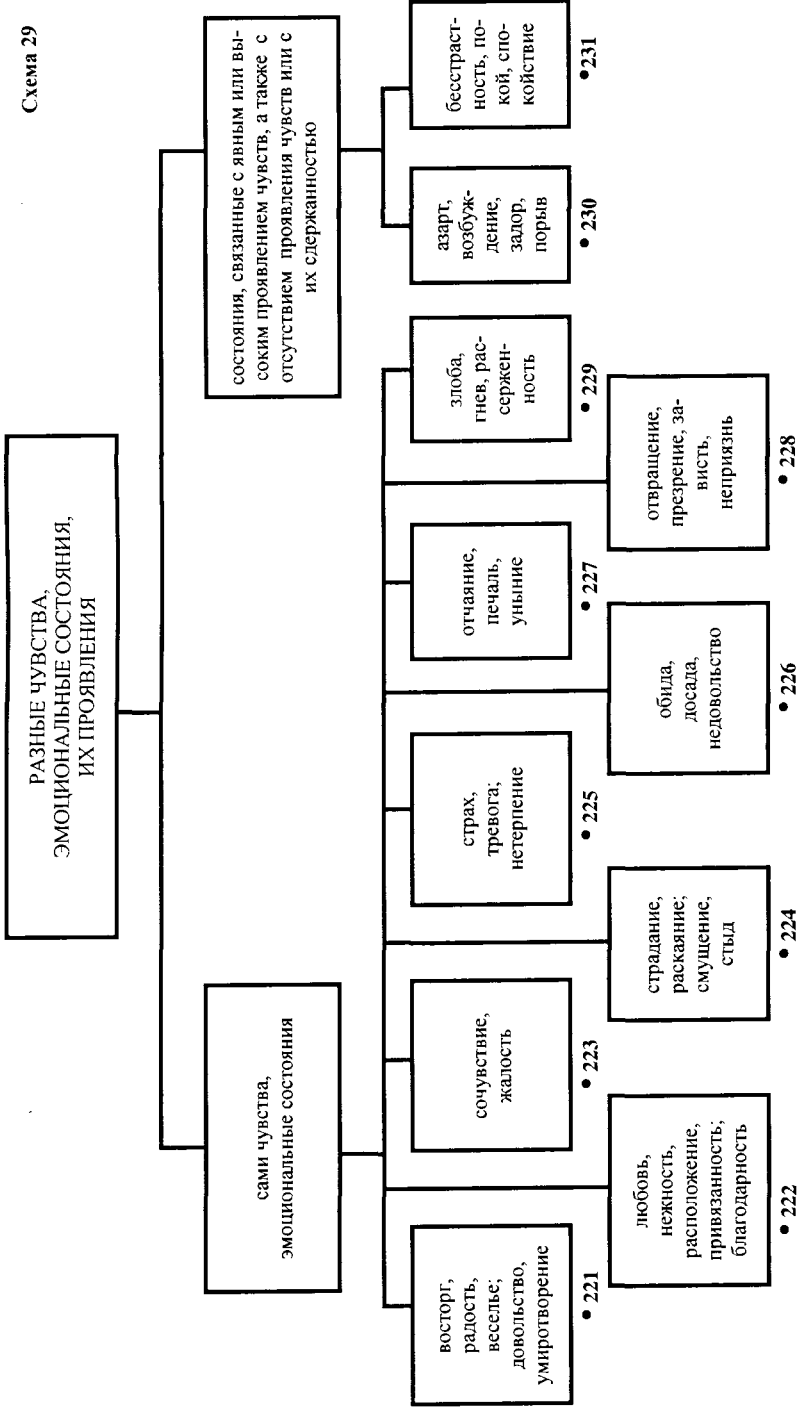 Схема 29
РАЗНЫЕ ЧУВСТВА,
ЭМОЦИОНАЛЬНЫЕ СОСТОЯНИЯ,
ИХ ПРОЯВЛЕНИЯ
сами чувства,
эмоциональные состояния
состояния, связанные с явным или вы-
соким проявлением чувств, а также с
отсутствием проявления чувств или с
их сдержанностью
восторг,
радость,
веселье;
довольство,
умиротворение
• 221
любовь,
нежность,
расположение,
привязанность;
благодарность
• 222
сочувствие,
жалость
• 223
страдание,
раскаяние;
смущение,
стыд
• 224
страх,
тревога;
нетерпение
• 225
обида,
досада,
недовольство
• 226
отчаяние,
печаль,
уныние
• 227
отвращение,
презрение, за-
висть,
неприязнь
• 228
злоба,
гнев, рас-
сержен-
ность
• 229
азарт,
возбуж-
дение,
задор,
порыв
• 230
бесстраст-
ность, по-
кой, спо-
койствие
• 231